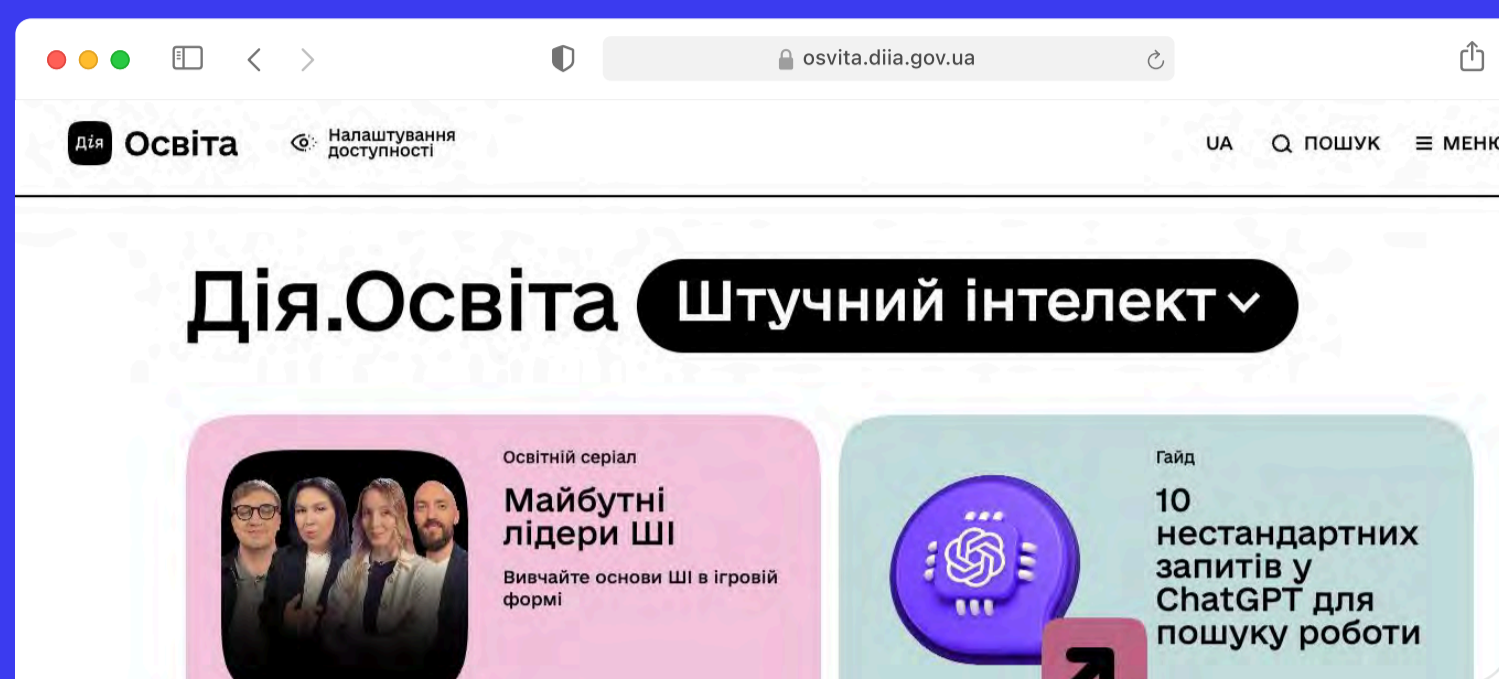 osvita.diia.gov.ua
Дія Освіта
Налаштування
доступності
UA
ПОШУК
Дія.Освіта Штучний інтелект
Освітній серіал
Майбутні
лідери ШІ
Вивчайте основи ШІ в ігровій
формі
Гайд
10
нестандартних
запитів у
ChatGPT для
пошуку роботи